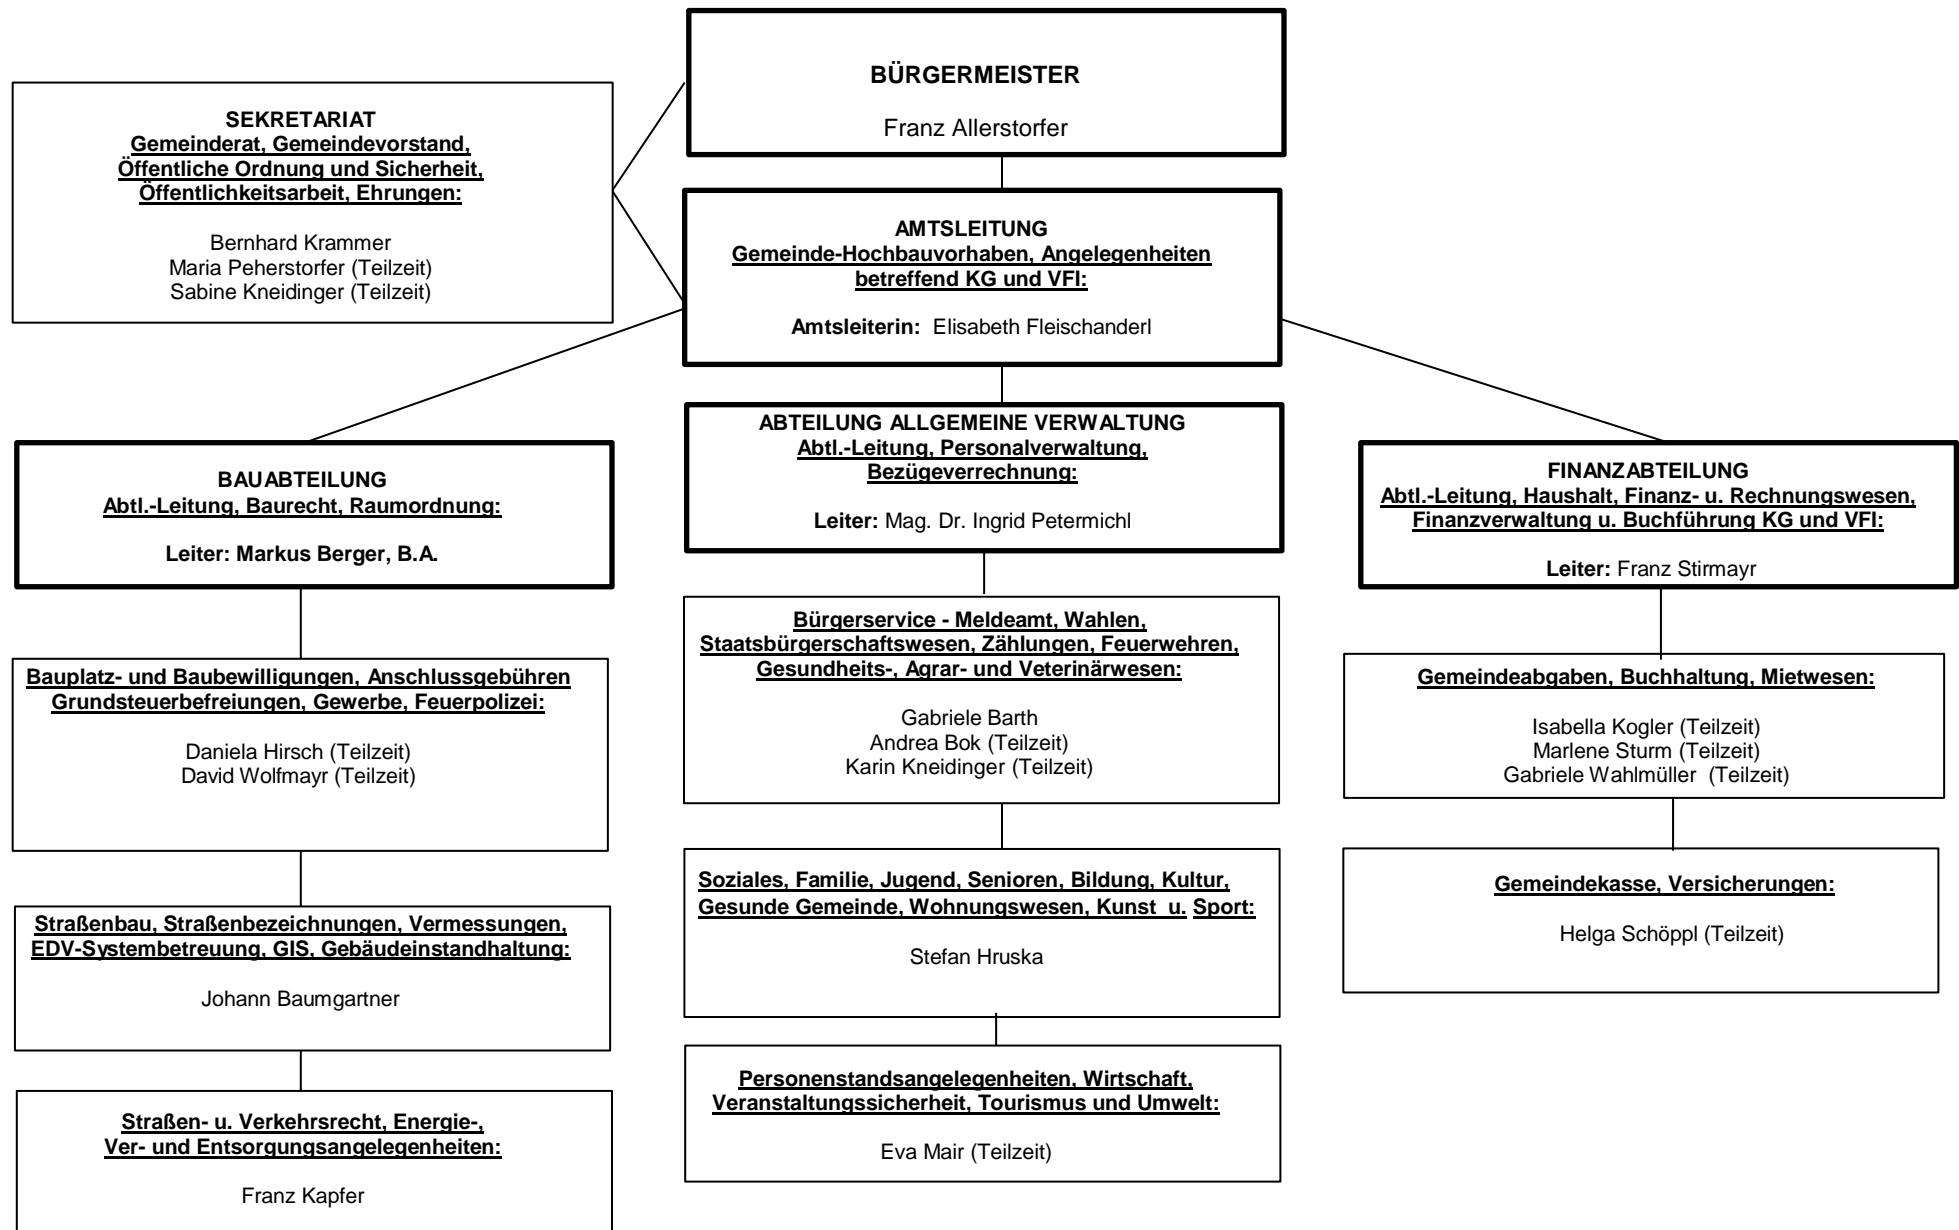 BÜRGERMEISTER
Franz Allerstorfer
SEKRETARIAT
Gemeinderat, Gemeindevorstand,
Öffentliche Ordnung und Sicherheit,
Öffentlichkeitsarbeit, Ehrungen:
Bernhard Krammer
Maria Peherstorfer (Teilzeit)
Sabine Kneidinger (Teilzeit)
AMTSLEITUNG
Gemeinde-Hochbauvorhaben, Angelegenheiten
betreffend KG und VFI:
Amtsleiterin: Elisabeth Fleischanderl
BAUABTEILUNG
Abtl.-Leitung, Baurecht, Raumordnung:
Leiter: Markus Berger, B.A.
Bauplatz- und Baubewilligungen, Anschlussgebühren
Grundsteuerbefreiungen, Gewerbe, Feuerpolizei:
Daniela Hirsch (Teilzeit)
David Wolfmayr (Teilzeit)
Straßenbau, Straßenbezeichnungen, Vermessungen,
EDV-Systembetreuung, GIS, Gebäudeinstandhaltung:
Johann Baumgartner
Straßen- u. Verkehrsrecht, Energie-,
Ver- und Entsorgungsangelegenheiten:
Franz Kapfer
ABTEILUNG ALLGEMEINE VERWALTUNG
Abtl.-Leitung, Personalverwaltung,
Bezügeverrechnung:
Leiter: Mag. Dr. Ingrid Petermichl
Bürgerservice - Meldeamt, Wahlen,
Staatsbürgerschaftswesen, Zählungen, Feuerwehren,
Gesundheits-, Agrar- und Veterinärwesen:
Gabriele Barth
Andrea Bok (Teilzeit)
Karin Kneidinger (Teilzeit)
Soziales, Familie, Jugend, Senioren, Bildung, Kultur,
Gesunde Gemeinde, Wohnungswesen, Kunst u. Sport:
Stefan Hruska
Personenstandsangelegenheiten, Wirtschaft,
Veranstaltungssicherheit, Tourismus und Umwelt:
Eva Mair (Teilzeit)
FINANZABTEILUNG
Abtl.-Leitung, Haushalt, Finanz- u. Rechnungswesen,
Finanzverwaltung u. Buchführung KG und VFI:
Leiter: Franz Stirmayr
Gemeindeabgaben, Buchhaltung, Mietwesen:
Isabella Kogler (Teilzeit)
Marlene Sturm (Teilzeit)
Gabriele Wahlmüller (Teilzeit)
Gemeindekasse, Versicherungen:
Helga Schöppl (Teilzeit)